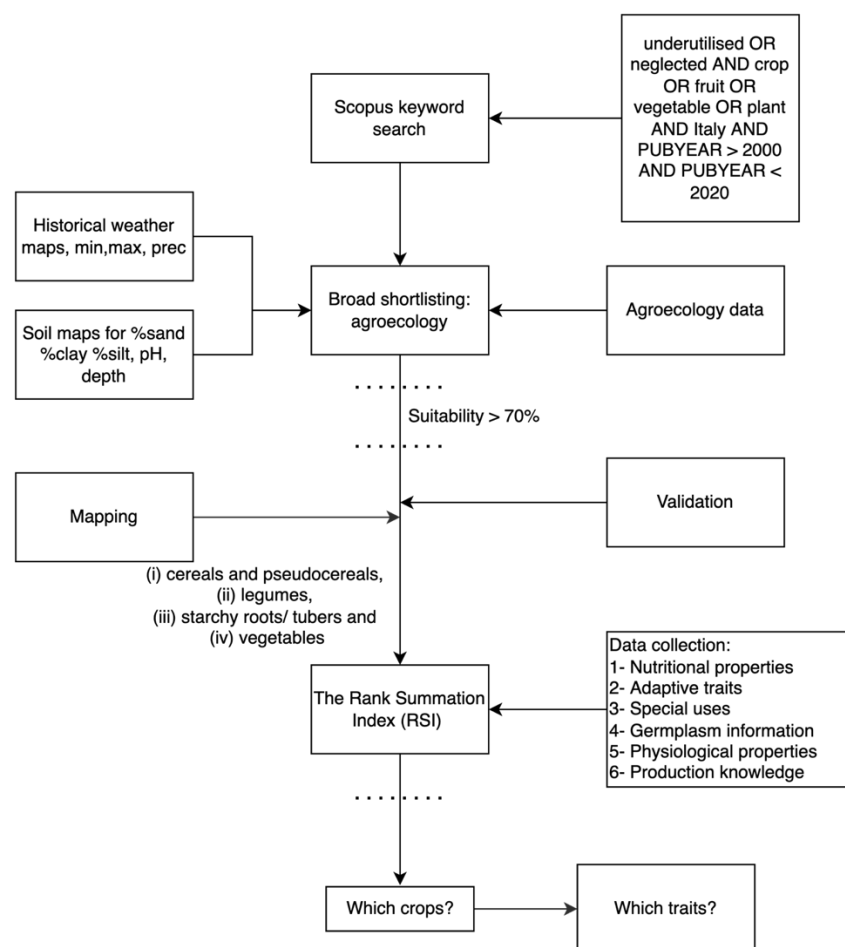 underutilised OR
neglected AND crop
OR fruit OR
vegetable OR plant
AND Italy AND
PUBYEAR > 2000
AND PUBYEAR <
2020
Scopus keyword
search
Historical weather
maps, min,max, prec
Broad shortlisting:
agroecology
Agroecology data
Soil maps for %sand
%clay %silt, pH,
depth
Suitability > 70%
Mapping
Validation
(i) cereals and pseudocereals,
(ii) legumes,
(iii) starchy roots/ tubers and
(iv) vegetables
The Rank Summation
Index (RSI)
Data collection:
1- Nutritional properties
2- Adaptive traits
3- Special uses
4- Germplasm information
5- Physiological properties
6- Production knowledge
Which crops?
Which traits?